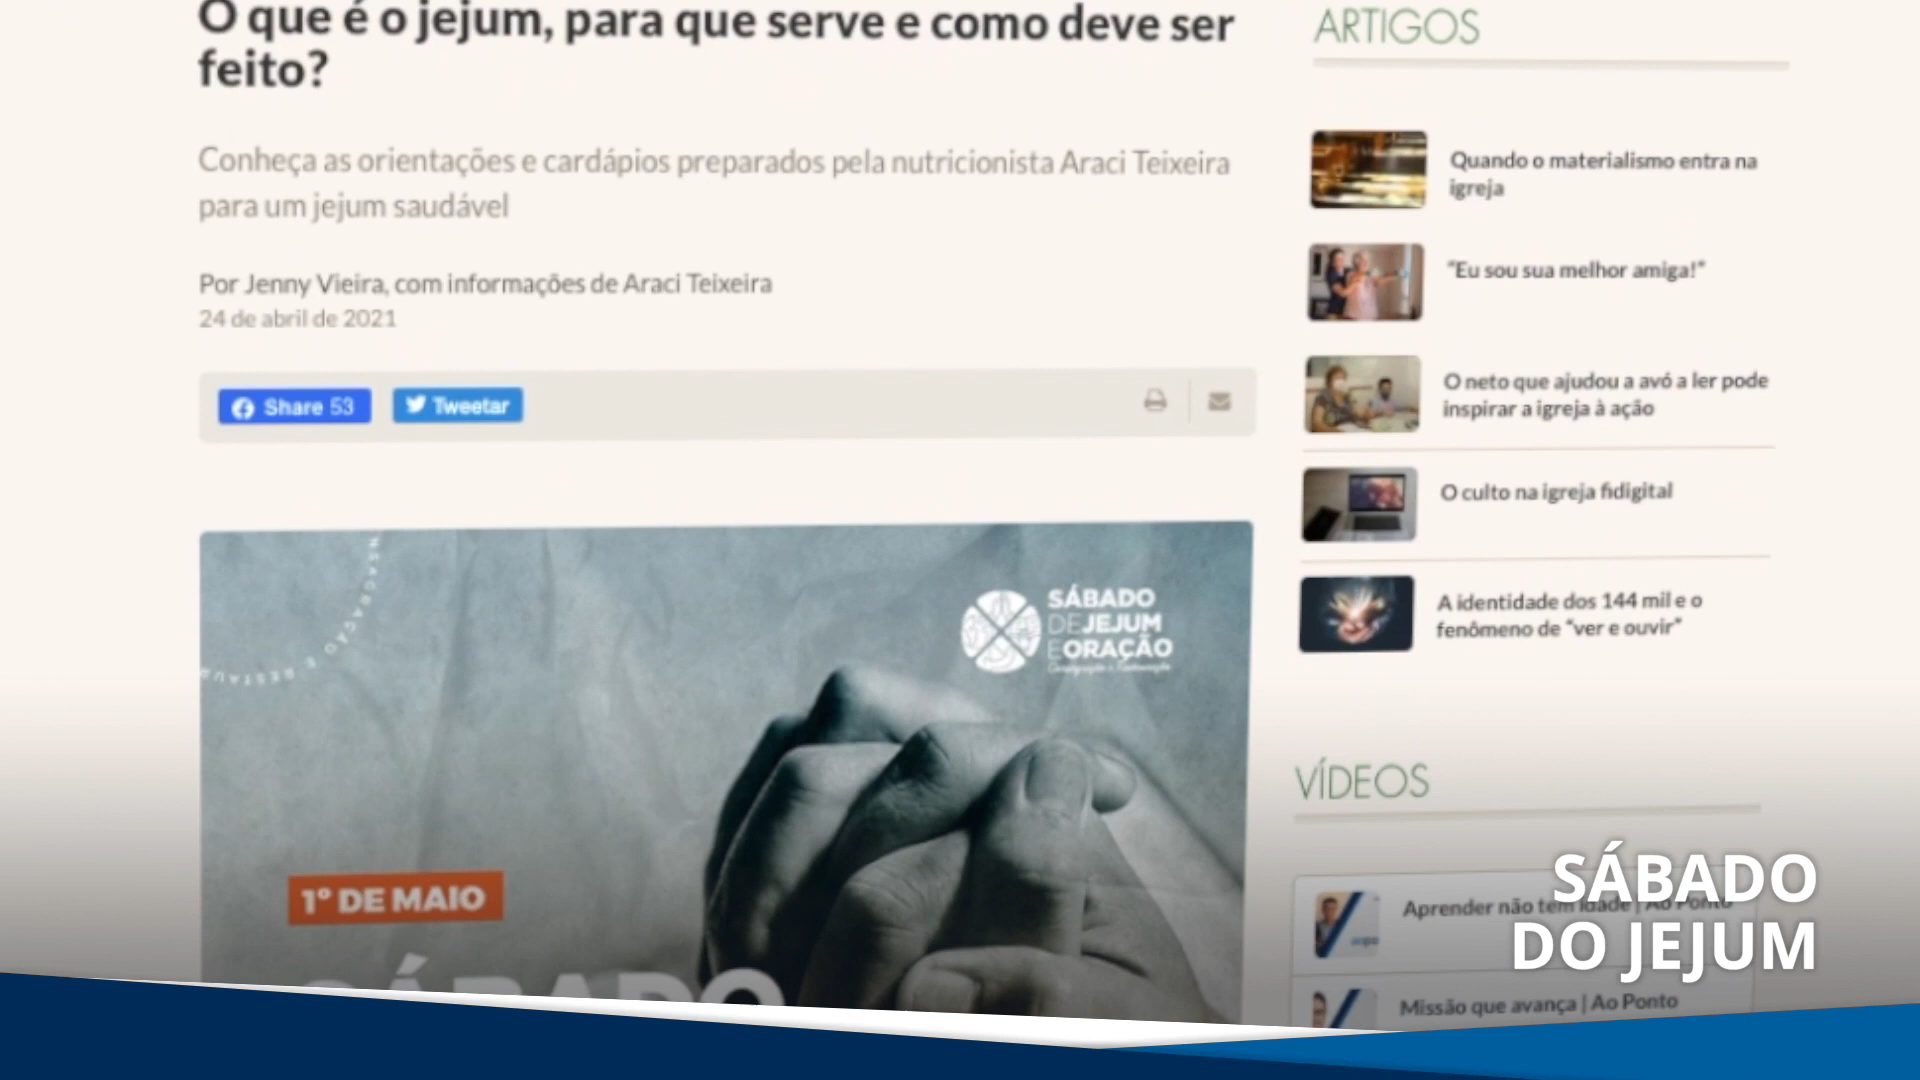 O que é o jejum, para que serve e como deve ser
feito?
Conheça as orientações e cardápios preparados pela nutricionista Araci Teixeira
para um jejum saudável
Por Jenny Vieira, com informações de Araci Teixeira
24 de abril de 2021
Share 53
Tweetar
SÁBADO
DE JEJUM
E ORAÇÃO
1º DE MAIO
SÁBADO
ARTIGOS
Quando o materialismo entra na
igreja
“Eu sou sua melhor amiga!”
O neto que ajudou a avó a ler pode
inspirar a igreja à ação
O culto na igreja fidigital
A identidade dos 144 mil e o
fenômeno de “ver e ouvir”
VÍDEOS
Aprender não tem idade | Ao Ponto
Missão que avança | Ao Ponto
SÁBADO
DO JEJUM